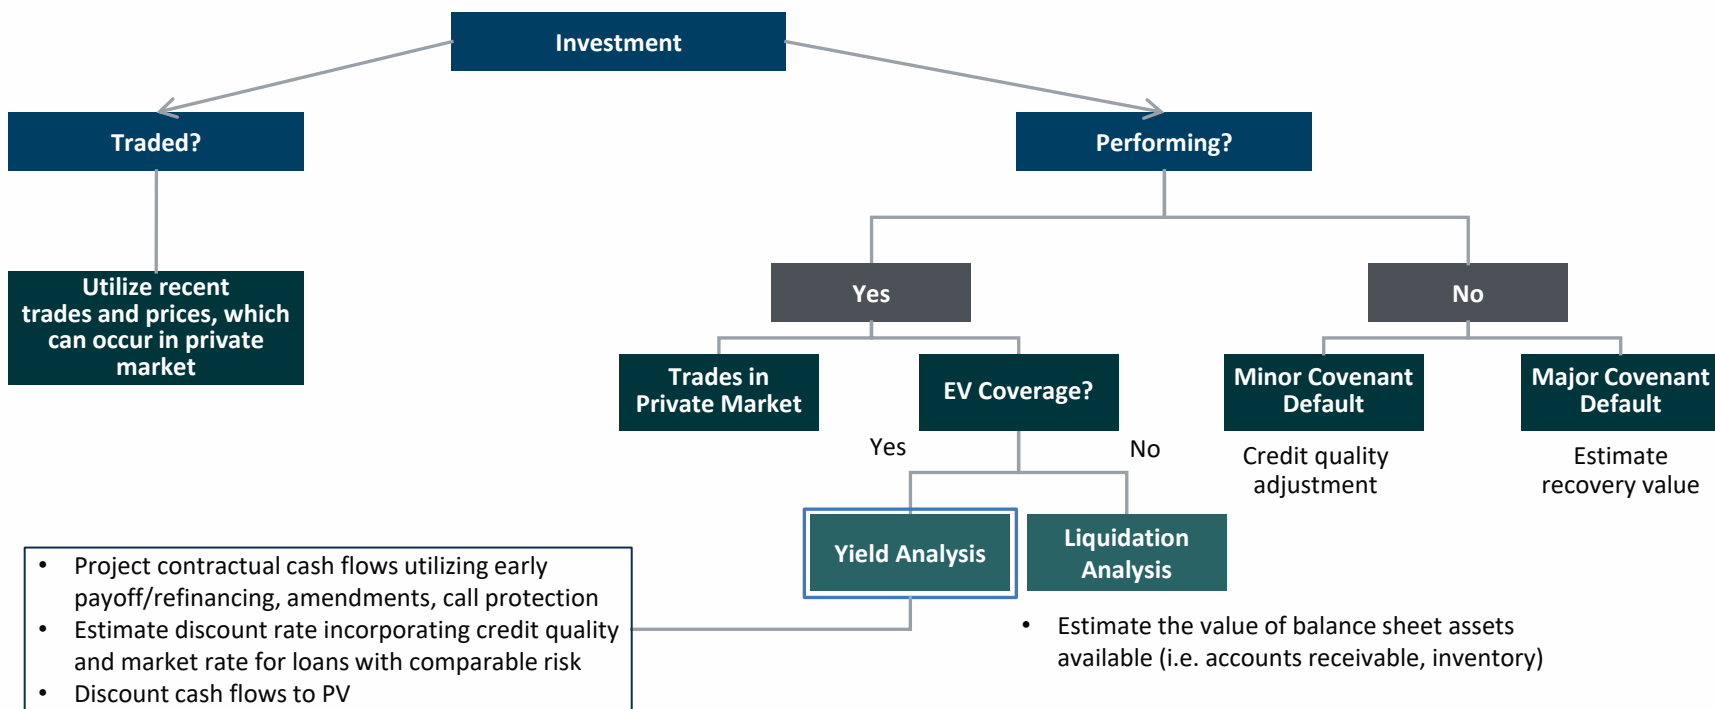 Investment
Traded?
Performing?
Utilize recent
trades and prices, which
can occur in private
market
Yes
No
Trades in
Private Market
EV Coverage?
Minor Covenant
Default
Major Covenant
Default
Yes
No
Credit quality
adjustment
Estimate
recovery value
Yield Analysis
Liquidation
Analysis
• Project contractual cash flows utilizing early
payoff/refinancing, amendments, call protection
• Estimate discount rate incorporating credit quality
and market rate for loans with comparable risk
• Discount cash flows to PV
• Estimate the value of balance sheet assets
available (i.e. accounts receivable, inventory)